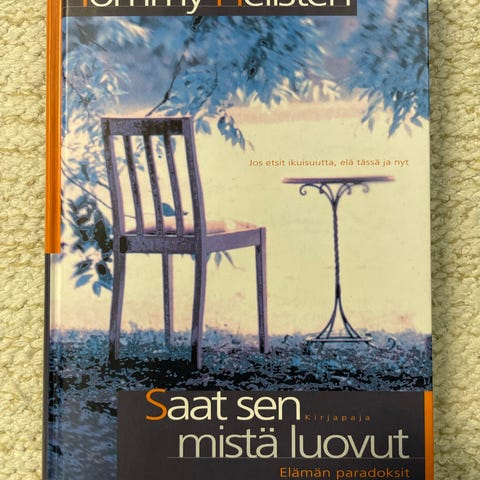 Tommy Hellsten
Jos etsit ikuisuutta, elä tässä ja nyt
Saat sen
Kirjapaja
mistä luovut
Elämän paradoksit